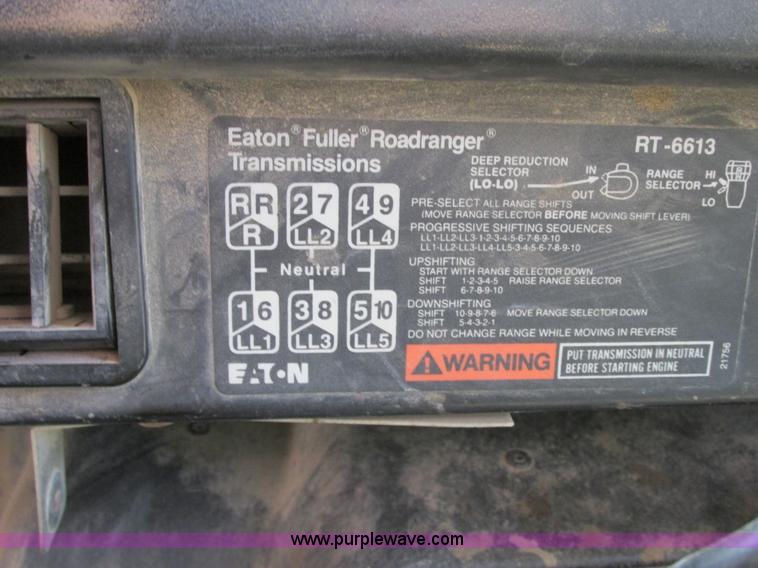 Eaton® Fuller® Roadranger®
Transmissions
RT-6613
DEEP REDUCTION
SELECTOR
(LO-LO)
IN
OUT
RANGE
SELECTOR
HI
LO
R R
R
2 7
LL2
4 9
LL4
Neutral
1 6
LL1
3 8
LL3
5 10
LL5
EATON
PRE-SELECT ALL RANGE SHIFTS
(MOVE RANGE SELECTOR BEFORE MOVING SHIFT LEVER)
PROGRESSIVE SHIFTING SEQUENCES
LL1-LL2-LL3-1-2-3-4-5-6-7-8-9-10
LL1-LL2-LL3-LL4-LL5-3-4-5-6-7-8-9-10
UPSHIFTING
START WITH RANGE SELECTOR DOWN
SHIFT 1-2-3-4-5 RAISE RANGE SELECTOR
SHIFT 6-7-8-9-10
DOWNSHIFTING
SHIFT 10-9-8-7-6 MOVE RANGE SELECTOR DOWN
SHIFT 5-4-3-2-1
DO NOT CHANGE RANGE WHILE MOVING IN REVERSE
WARNING
PUT TRANSMISSION IN NEUTRAL
BEFORE STARTING ENGINE
21756
www.purplewave.com